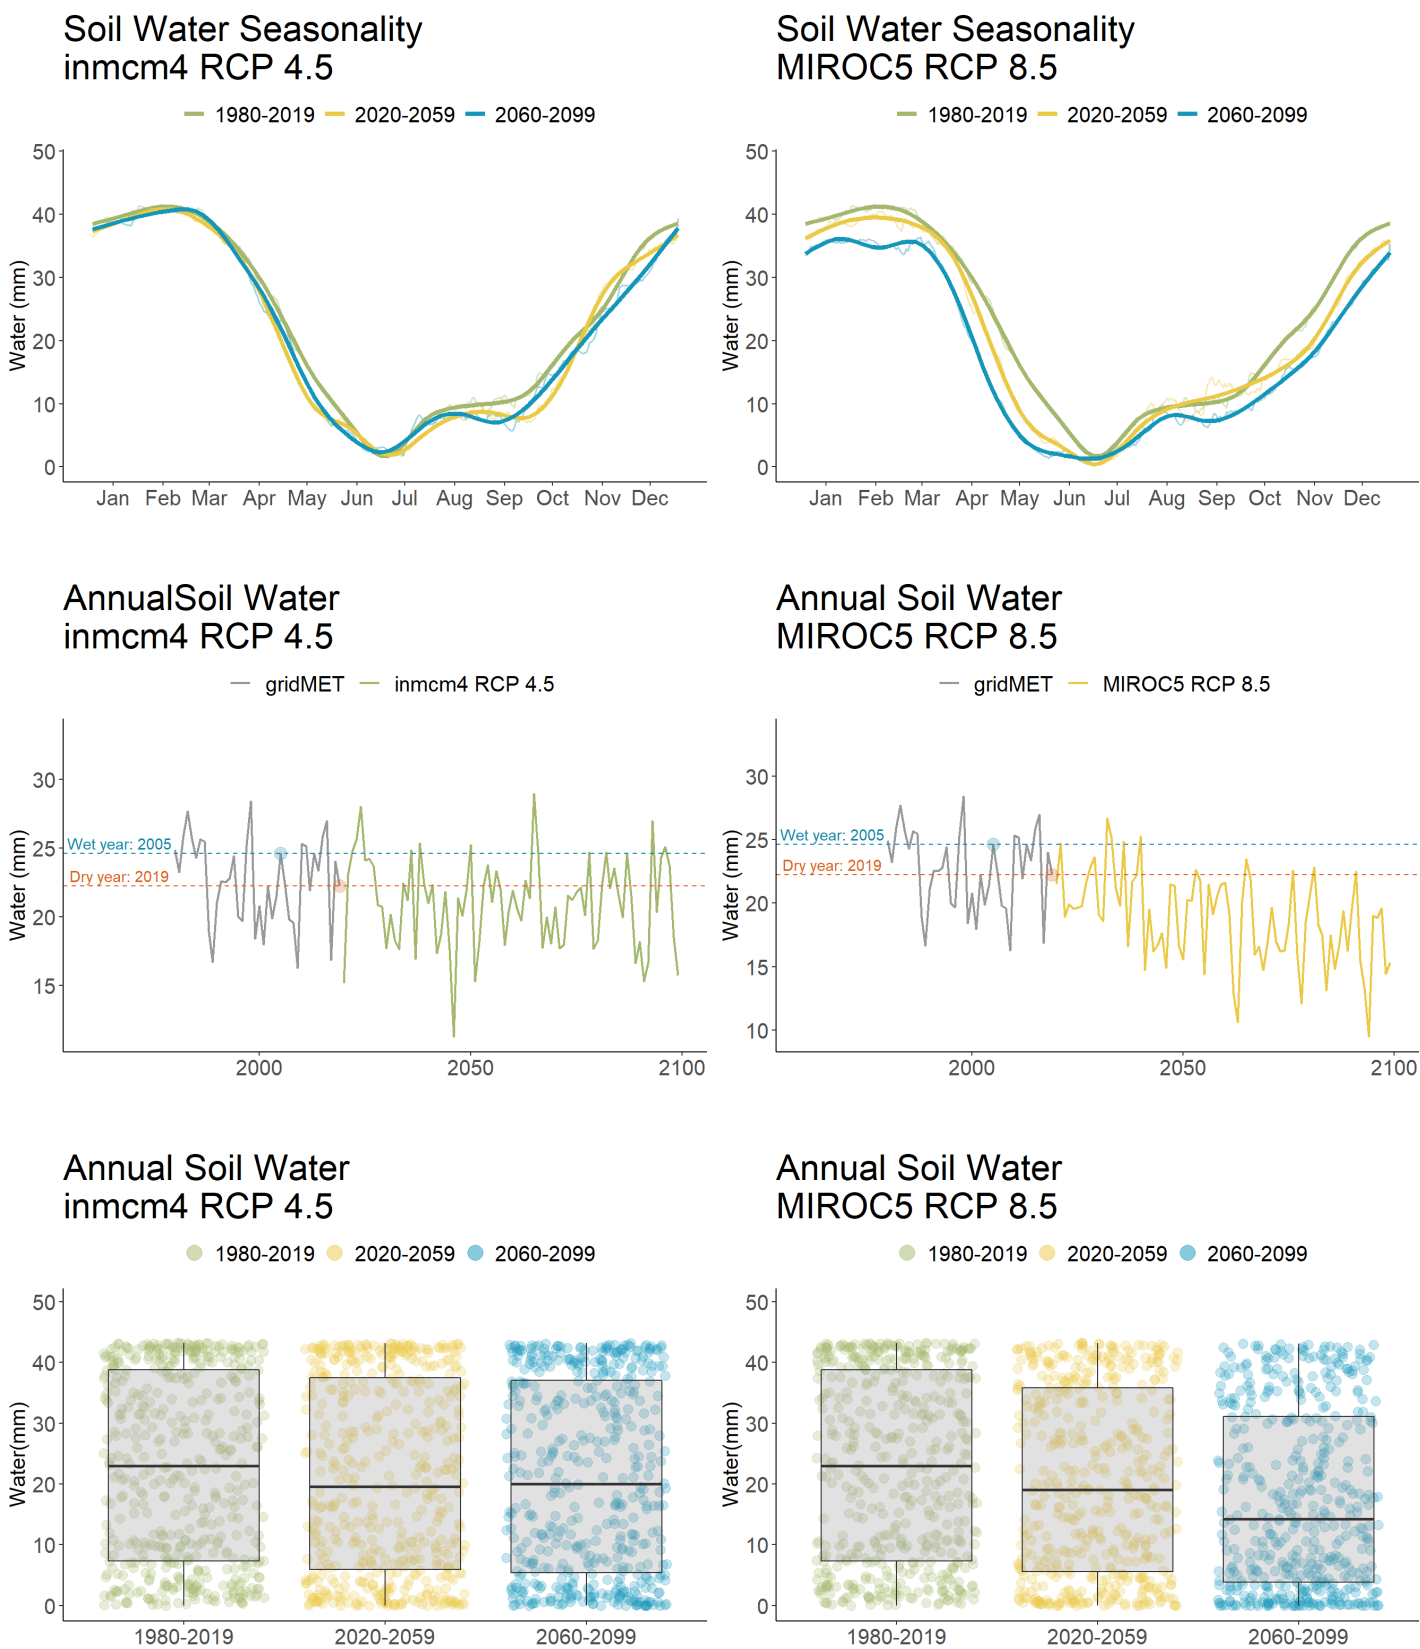 Soil Water Seasonality
inmcm4 RCP 4.5
1980-2019 2020-2059 2060-2099
50
40
30
20
10
0
Water (mm)
Jan Feb Mar Apr May Jun Jul Aug Sep Oct Nov Dec
Soil Water Seasonality
MIROC5 RCP 8.5
1980-2019 2020-2059 2060-2099
50
40
30
20
10
0
Water (mm)
Jan Feb Mar Apr May Jun Jul Aug Sep Oct Nov Dec
AnnualSoil Water
inmcm4 RCP 4.5
gridMET inmcm4 RCP 4.5
30
25
20
15
Water (mm)
Wet year: 2005
Dry year: 2019
2000 2050 2100
Annual Soil Water
MIROC5 RCP 8.5
gridMET MIROC5 RCP 8.5
30
25
20
15
10
Water (mm)
Wet year: 2005
Dry year: 2019
2000 2050 2100
Annual Soil Water
inmcm4 RCP 4.5
1980-2019 2020-2059 2060-2099
50
40
30
20
10
0
Water(mm)
1980-2019 2020-2059 2060-2099
Annual Soil Water
MIROC5 RCP 8.5
1980-2019 2020-2059 2060-2099
50
40
30
20
10
0
Water(mm)
1980-2019 2020-2059 2060-2099